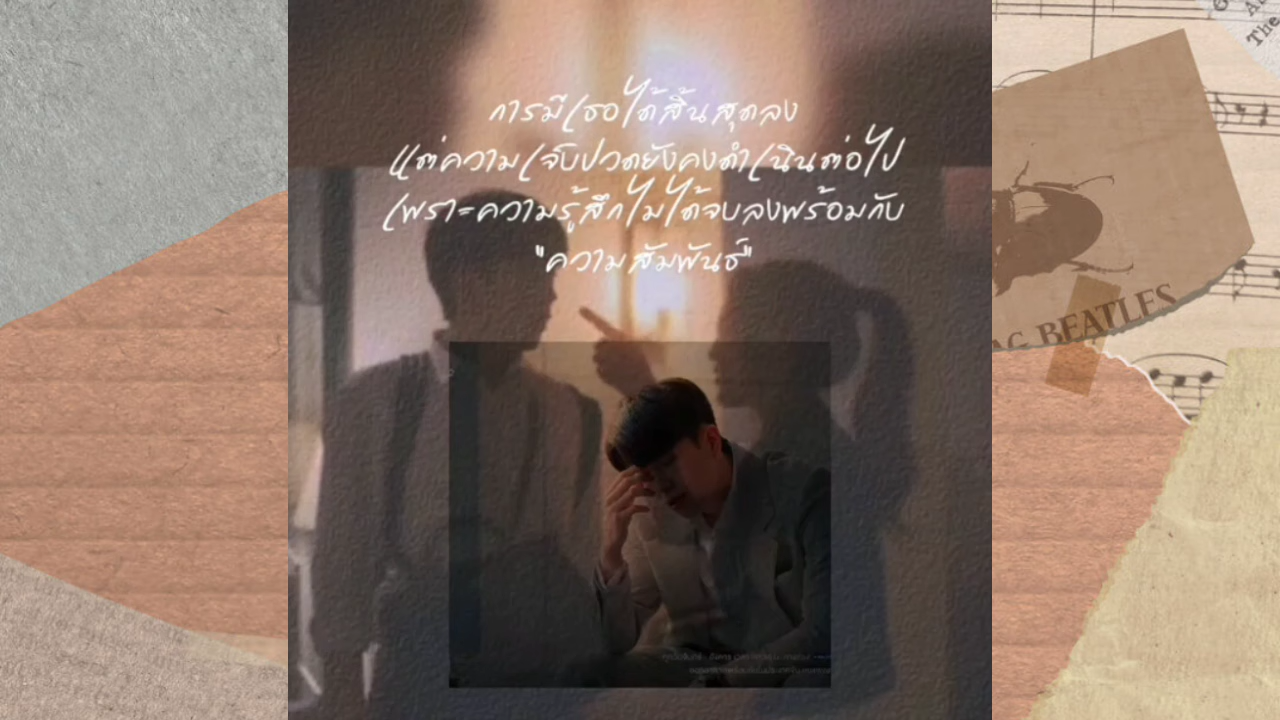 การมีเธอได้สิ้นสุดลง
แต่ความเจ็บปวดยังคงดำเนินต่อไป
เพราะความรู้สึกไม่ได้จบลงพร้อมกับ
"ความสัมพันธ์"
The
BEATLES